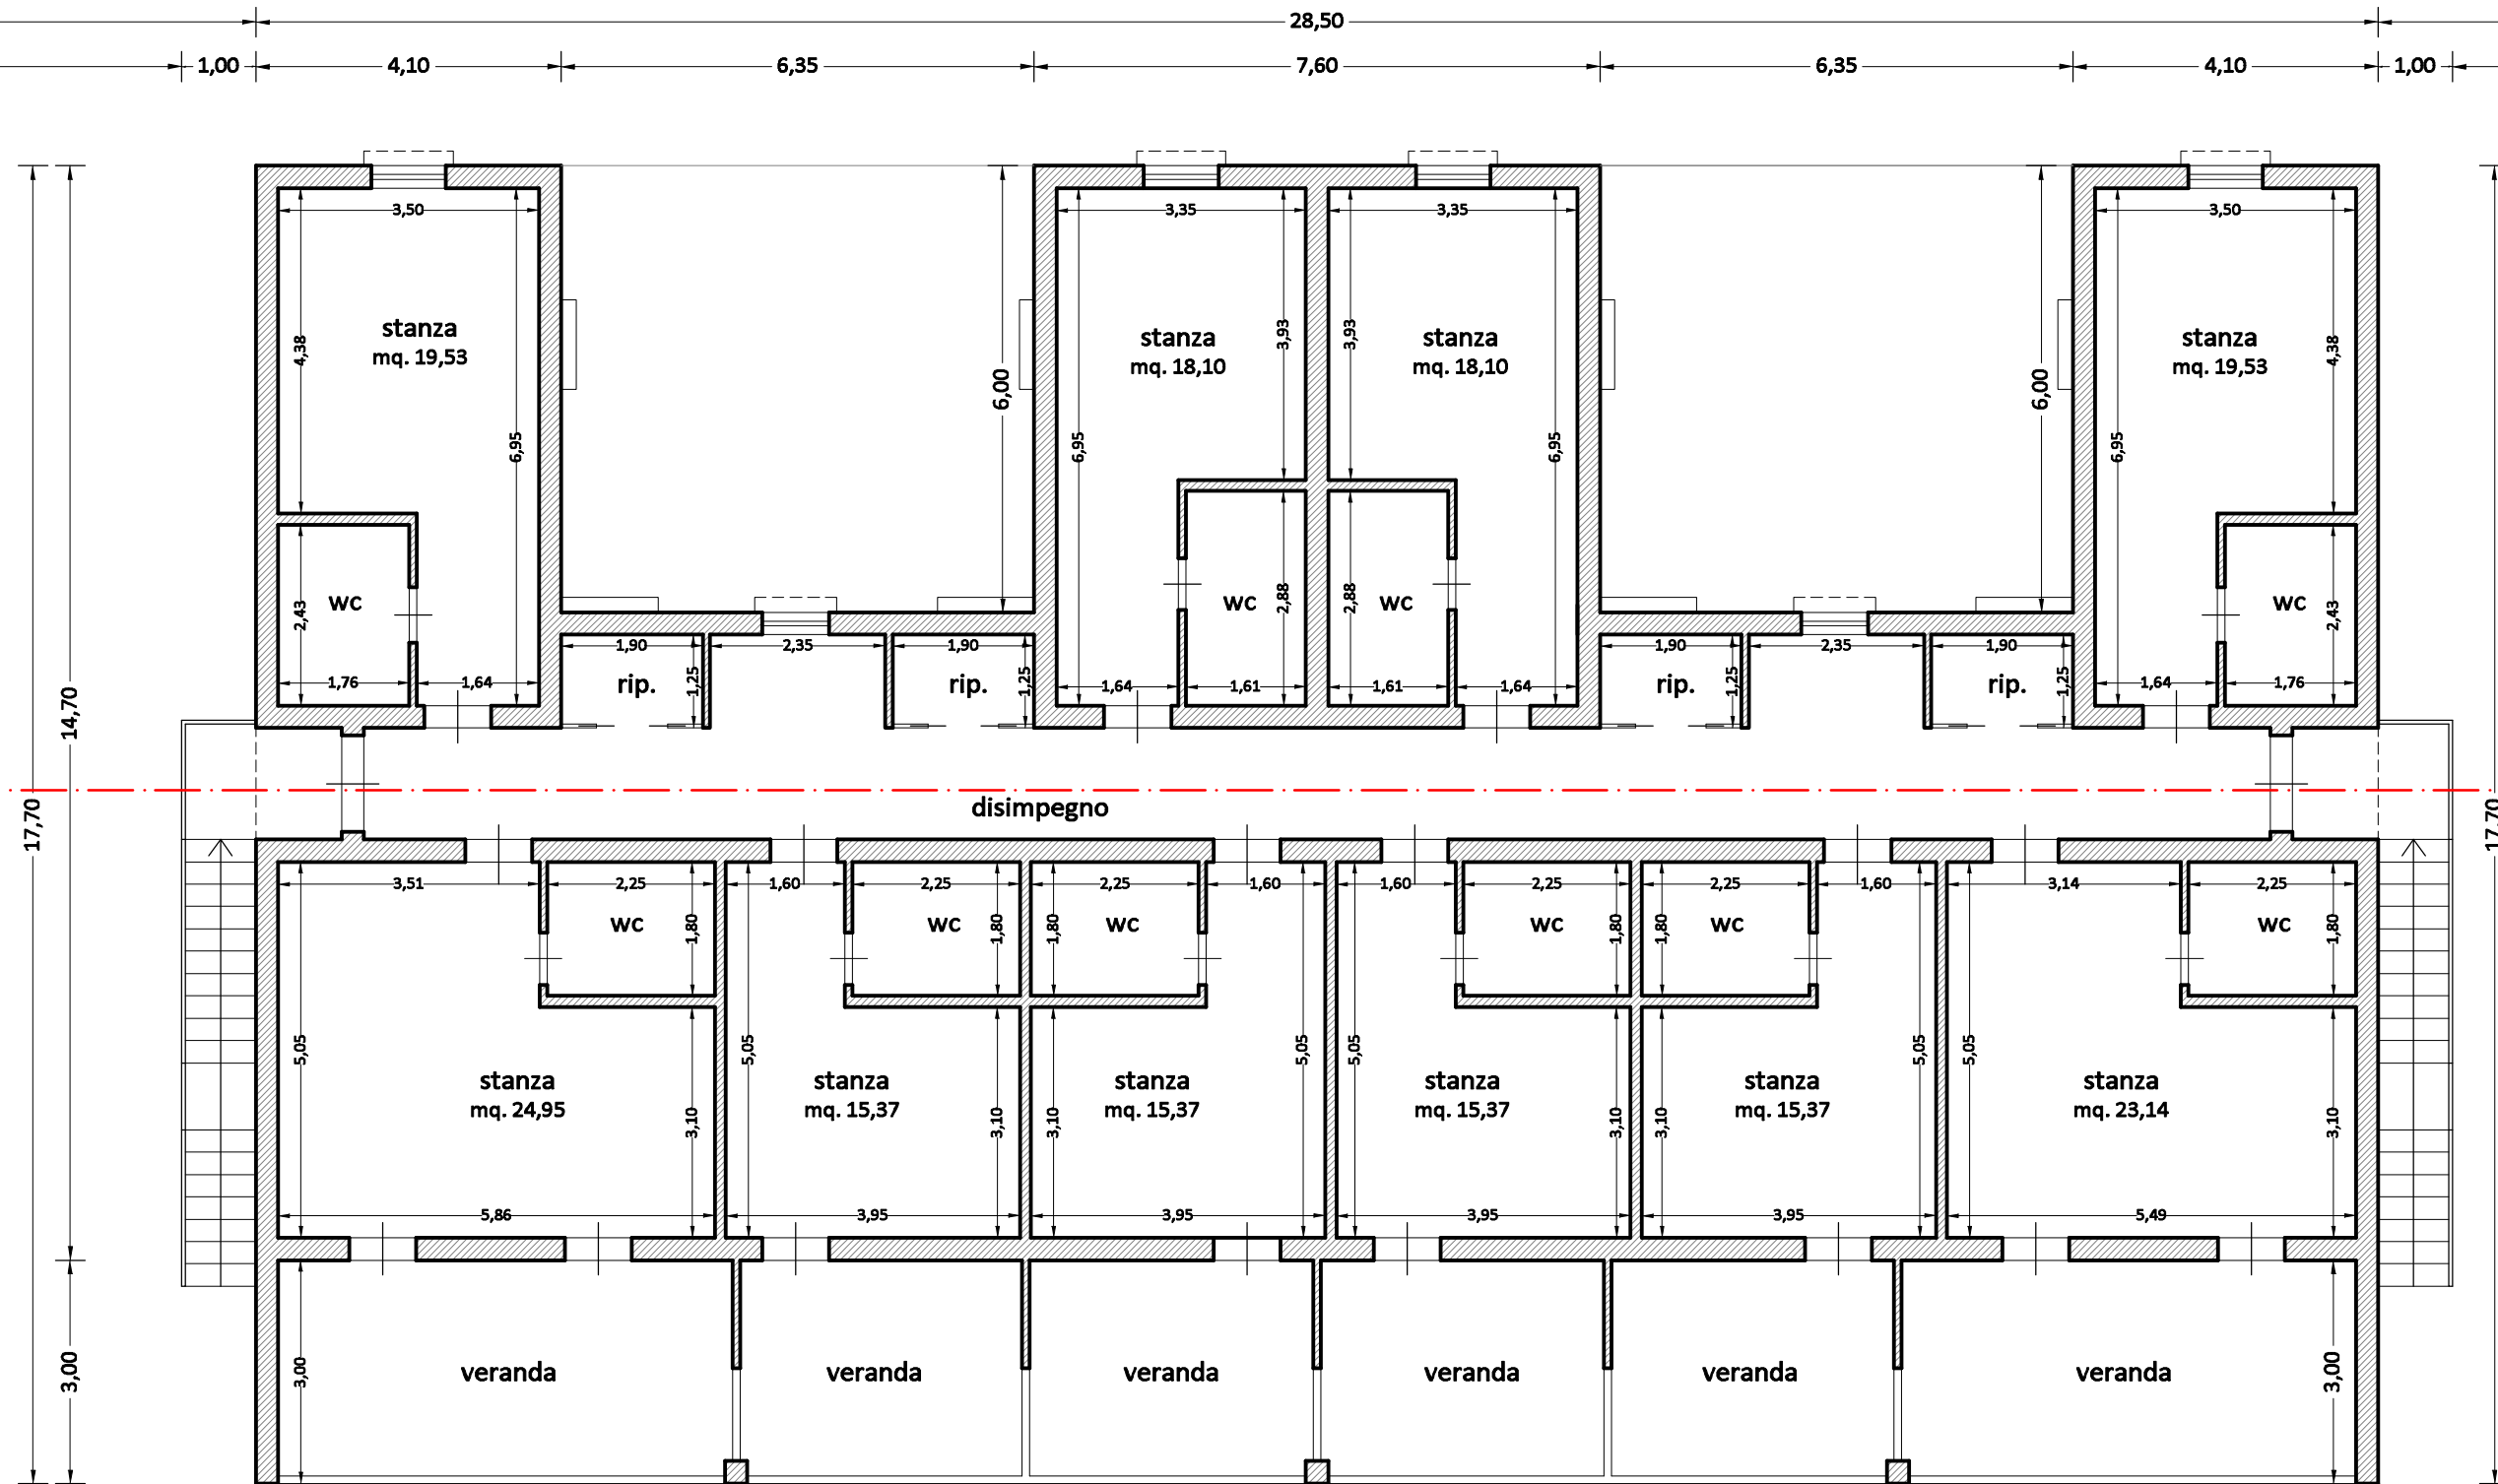 28,50
1,00 4,10 6,35 7,60 6,35 4,10 1,00
3,50 3,35 3,35 3,50
stanza
mq. 19,53
stanza
mq. 18,10
stanza
mq. 18,10
stanza
mq. 19,53
4,38 3,93 3,93 4,38
6,00 6,00
6,95 6,95 6,95 6,95
wc wc wc wc
2,43 2,88 2,88 2,43
1,90 2,35 1,90 1,90 2,35 1,90
rip. rip. rip. rip.
1,25 1,25 1,25 1,25
1,76 1,64 1,64 1,61 1,61 1,64 1,64 1,76
14,70
17,70 17,70
disimpegno
3,51 2,25 1,60 2,25 2,25 1,60 1,60 2,25 2,25 1,60 3,14 2,25
wc wc wc wc wc wc
1,80 1,80 1,80 1,80 1,80 1,80
5,05 5,05 5,05 5,05 5,05 5,05
stanza
mq. 24,95
stanza
mq. 15,37
stanza
mq. 15,37
stanza
mq. 15,37
stanza
mq. 15,37
stanza
mq. 23,14
3,10 3,10 3,10 3,10 3,10 3,10
5,86 3,95 3,95 3,95 3,95 5,49
3,00 3,00 3,00
veranda veranda veranda veranda veranda veranda